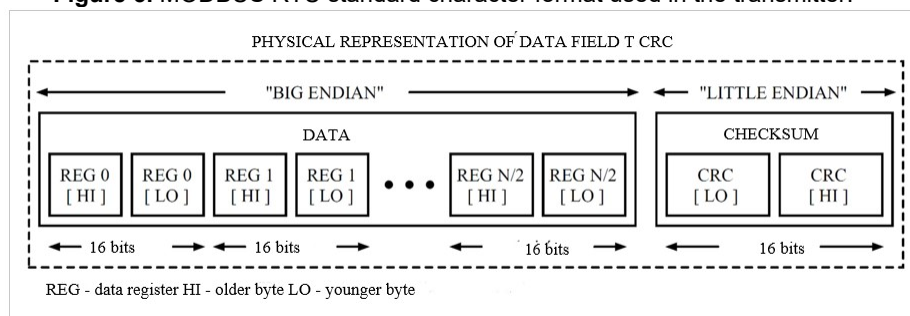 PHYSICAL REPRESENTATION OF DATA FIELD T CRC
"BIG ENDIAN" "LITTLE ENDIAN"
DATA CHECKSUM
REG 0 REG 0 REG 1 REG 1 REG N/2 REG N/2 CRC CRC
[ HI ] [ LO ] [ HI ] [ LO ] [ HI ] [ LO ] [ LO ] [ HI ]
16 bits 16 bits 16 bits 16 bits
REG - data register HI - older byte LO - younger byte